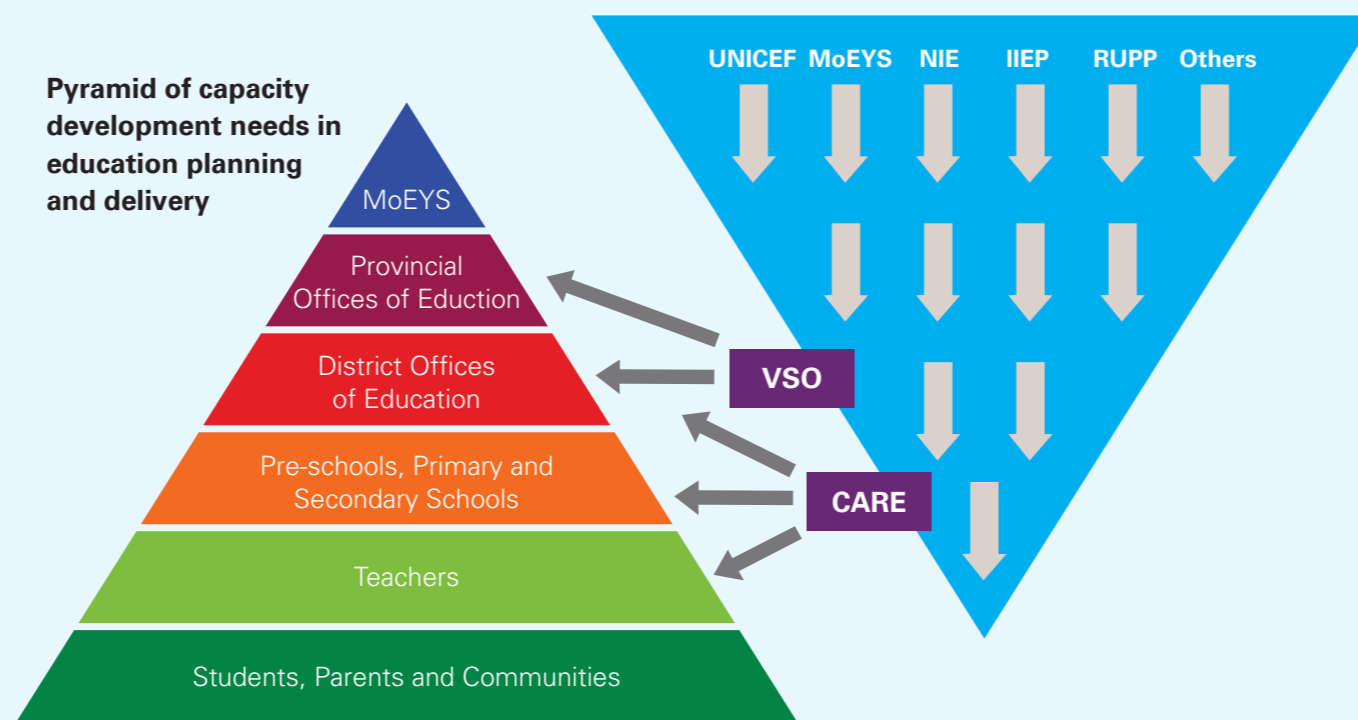 Pyramid of capacity
development needs in
education planning
and delivery
MoEYS
Provincial
Offices of Eduction
District Offices
of Education
Pre-schools, Primary and
Secondary Schools
Teachers
Students, Parents and Communities
UNICEF MoEYS NIE IIEP RUPP Others
VSO
CARE